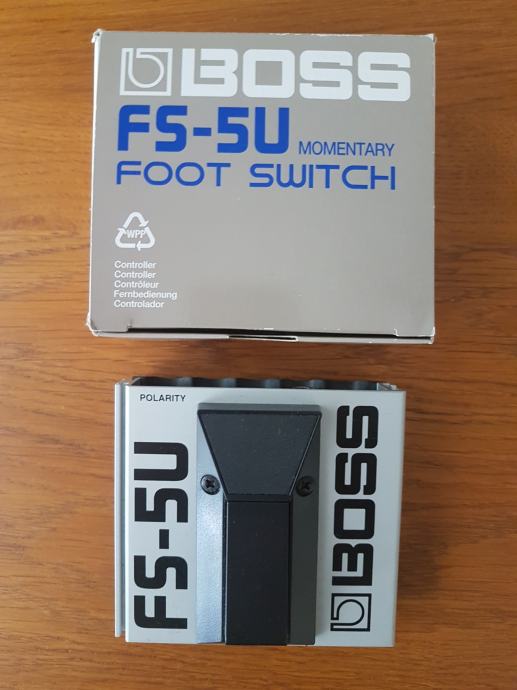 BOSS
FS-5U MOMENTARY
FOOT SWITCH
WPP
Controller
Controller
Contrôleur
Fernbedienung
Controlador
POLARITY
FS-5U
BOSS